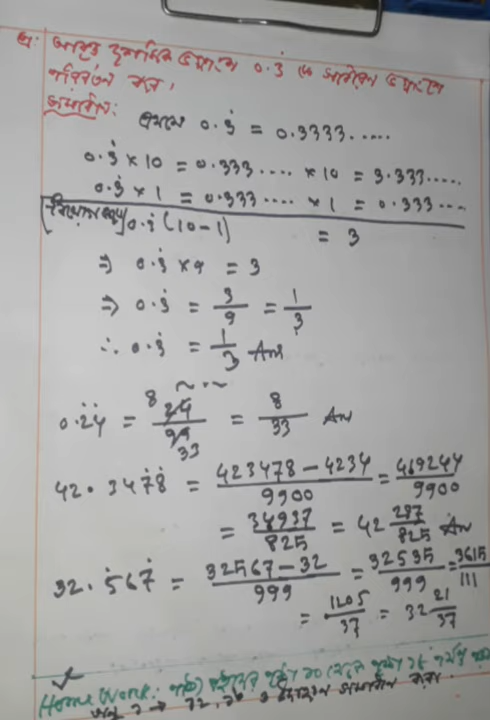 প্র: আবৃত্ত দশমিক ভগ্নাংশ 0.3̇ কে সাধারণ ভগ্নাংশে
পরিবর্তন কর।
সমাধান:
প্রথমে 0.3̇ = 0.3333.....
0.3̇ × 10 = 0.333.... × 10 = 3.333.....
0.3̇ × 1 = 0.333.... × 1 = 0.333....
0.3̇ (10-1) = 3
⇒ 0.3̇ × 9 = 3
⇒ 0.3̇ = 3/9 = 1/3
∴ 0.3̇ = 1/3 Ans
0.2̇4̇ = 24/99 = 8/33 Ans
8
33
42.347̇8̇ = (423478 - 4234)/9900 = 419244/9900
= 34937/825 = 42 287/825 Ans
32.5̇67̇ = (32567 - 32)/999 = 32535/999 = 3615/111
= 1205/37 = 32 21/37
Home Work: